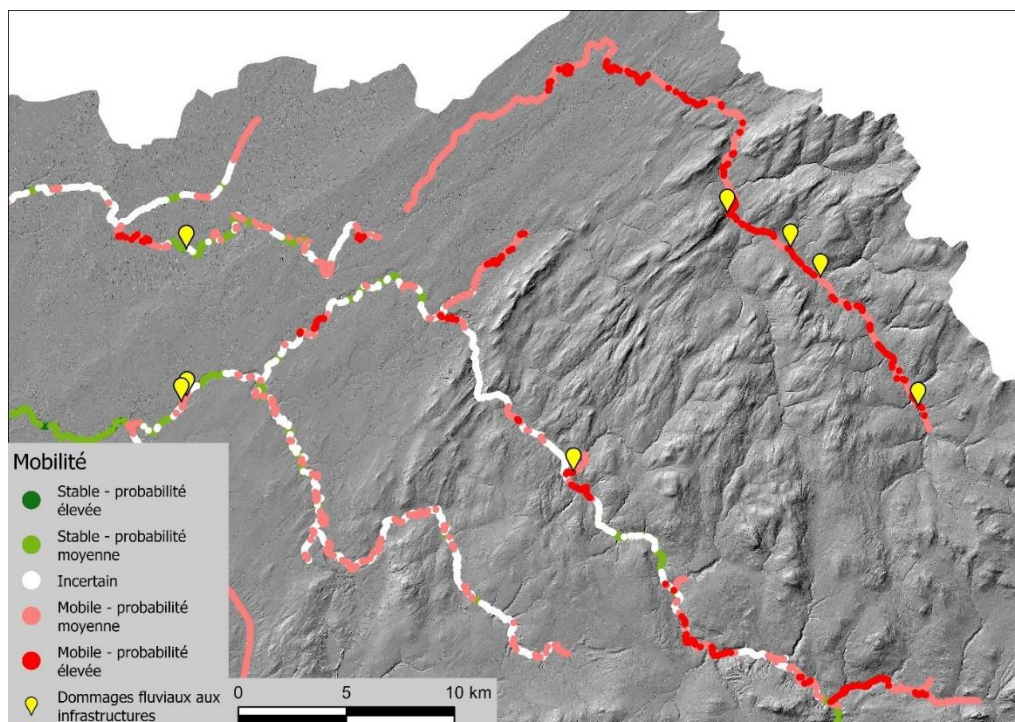 Mobilité
Stable - probabilité
élevée
Stable - probabilité
moyenne
Incertain
Mobile - probabilité
moyenne
Mobile - probabilité
élevée
Dommages fluviaux aux
infrastructures
0 5 10 km